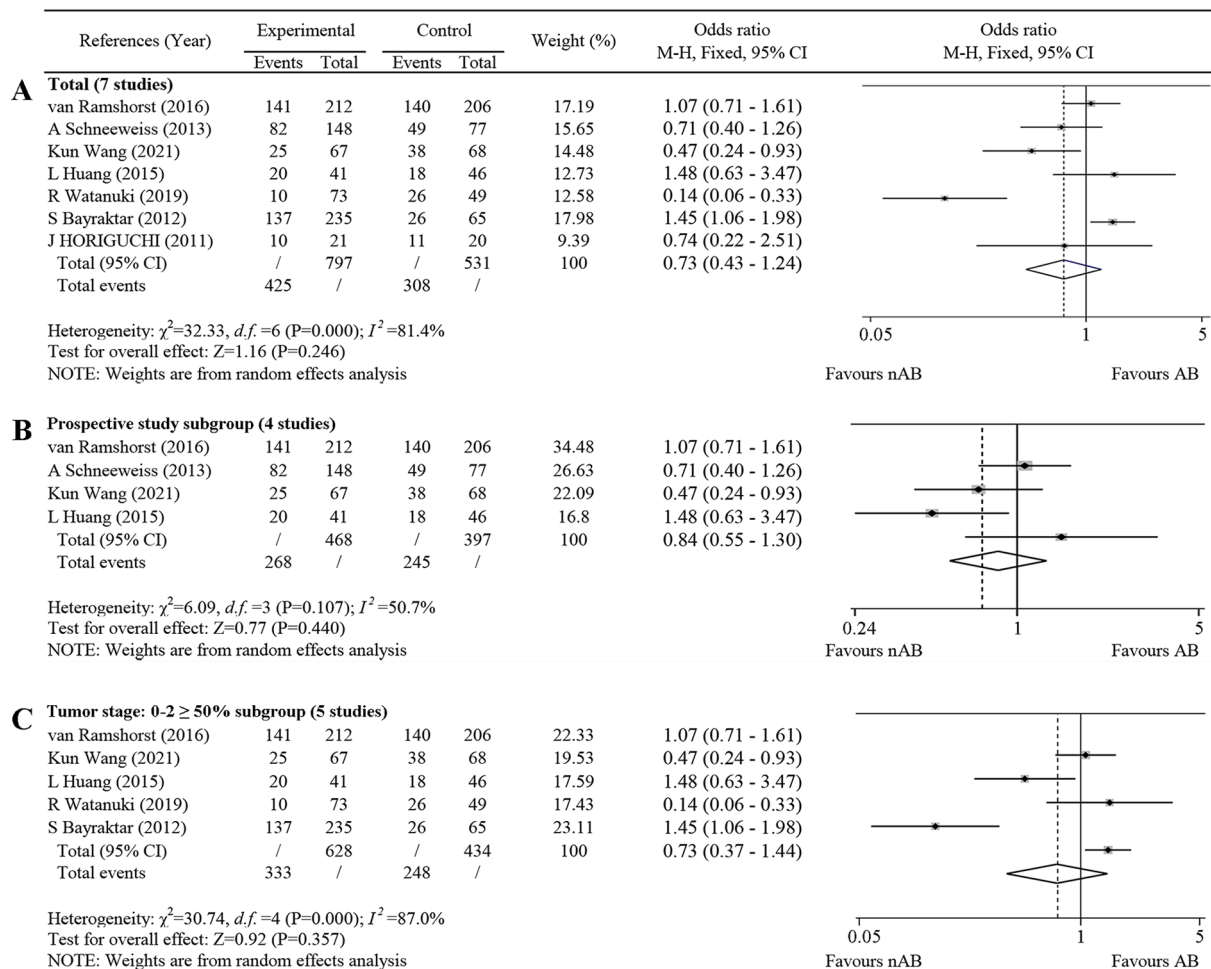 References (Year) Experimental Control Weight (%) Odds ratio Odds ratio
M-H, Fixed, 95% CI M-H, Fixed, 95% CI
Events Total Events Total
A Total (7 studies)
van Ramshorst (2016) 141 212 140 206 17.19 1.07 (0.71 - 1.61)
A Schneeweiss (2013) 82 148 49 77 15.65 0.71 (0.40 - 1.26)
Kun Wang (2021) 25 67 38 68 14.48 0.47 (0.24 - 0.93)
L Huang (2015) 20 41 18 46 12.73 1.48 (0.63 - 3.47)
R Watanuki (2019) 10 73 26 49 12.58 0.14 (0.06 - 0.33)
S Bayraktar (2012) 137 235 26 65 17.98 1.45 (1.06 - 1.98)
J HORIGUCHI (2011) 10 21 11 20 9.39 0.74 (0.22 - 2.51)
Total (95% CI) / 797 / 531 100 0.73 (0.43 - 1.24)
Total events 425 / 308 /
Heterogeneity: χ²=32.33, d.f. =6 (P=0.000); I² =81.4%
0.05 1 5
Test for overall effect: Z=1.16 (P=0.246)
NOTE: Weights are from random effects analysis Favours nAB Favours AB
B Prospective study subgroup (4 studies)
van Ramshorst (2016) 141 212 140 206 34.48 1.07 (0.71 - 1.61)
A Schneeweiss (2013) 82 148 49 77 26.63 0.71 (0.40 - 1.26)
Kun Wang (2021) 25 67 38 68 22.09 0.47 (0.24 - 0.93)
L Huang (2015) 20 41 18 46 16.8 1.48 (0.63 - 3.47)
Total (95% CI) / 468 / 397 100 0.84 (0.55 - 1.30)
Total events 268 / 245 /
Heterogeneity: χ²=6.09, d.f. =3 (P=0.107); I² =50.7%
0.24 1 5
Test for overall effect: Z=0.77 (P=0.440)
NOTE: Weights are from random effects analysis Favours nAB Favours AB
C Tumor stage: 0-2 ≥ 50% subgroup (5 studies)
van Ramshorst (2016) 141 212 140 206 22.33 1.07 (0.71 - 1.61)
Kun Wang (2021) 25 67 38 68 19.53 0.47 (0.24 - 0.93)
L Huang (2015) 20 41 18 46 17.59 1.48 (0.63 - 3.47)
R Watanuki (2019) 10 73 26 49 17.43 0.14 (0.06 - 0.33)
S Bayraktar (2012) 137 235 26 65 23.11 1.45 (1.06 - 1.98)
Total (95% CI) / 628 / 434 100 0.73 (0.37 - 1.44)
Total events 333 / 248 /
Heterogeneity: χ²=30.74, d.f. =4 (P=0.000); I² =87.0%
0.05 1 5
Test for overall effect: Z=0.92 (P=0.357)
NOTE: Weights are from random effects analysis Favours nAB Favours AB